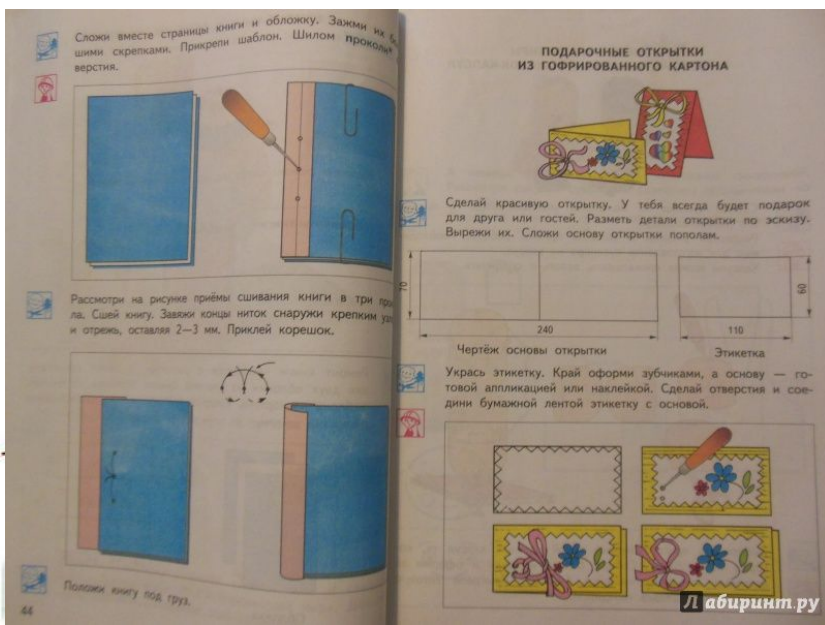 Сложи вместе страницы книги и обложку. Зажми их
шими скрепками. Прикрепи шаблон. Шилом проколи
верстия.
Рассмотри на рисунке приёмы сшивания книги в три
ла. Сшей книгу. Завяжи концы ниток снаружи крепким
и отрежь, оставляя 2—3 мм. Приклей корешок.
Положи книгу под груз.
44
ПОДАРОЧНЫЕ ОТКРЫТКИ
ИЗ ГОФРИРОВАННОГО КАРТОНА
Сделай красивую открытку. У тебя всегда будет подарок
для друга или гостей. Разметь детали открытки по эскизу.
Вырежи их. Сложи основу открытки пополам.
70
60
240
110
Чертёж основы открытки
Этикетка
Укрась этикетку. Край оформи зубчиками, а основу — го-
товой аппликацией или наклейкой. Сделай отверстия и сое-
дини бумажной лентой этикетку с основой.
Лабиринт.ру